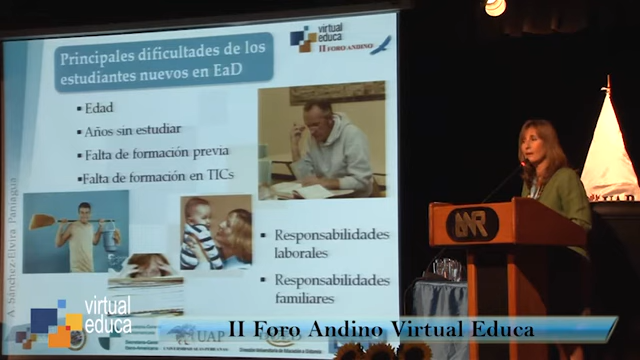 Principales dificultades de los
estudiantes nuevos en EaD
virtual
educa
II FORO ANDINO
▪ Edad
▪ Años sin estudiar
▪ Falta de formación previa
▪ Falta de formación en TICs
▪ Responsabilidades
laborales
▪ Responsabilidades
familiares
A. Sánchez-Elvira Paniagua
UAP
virtual
educa
II Foro Andino Virtual Educa